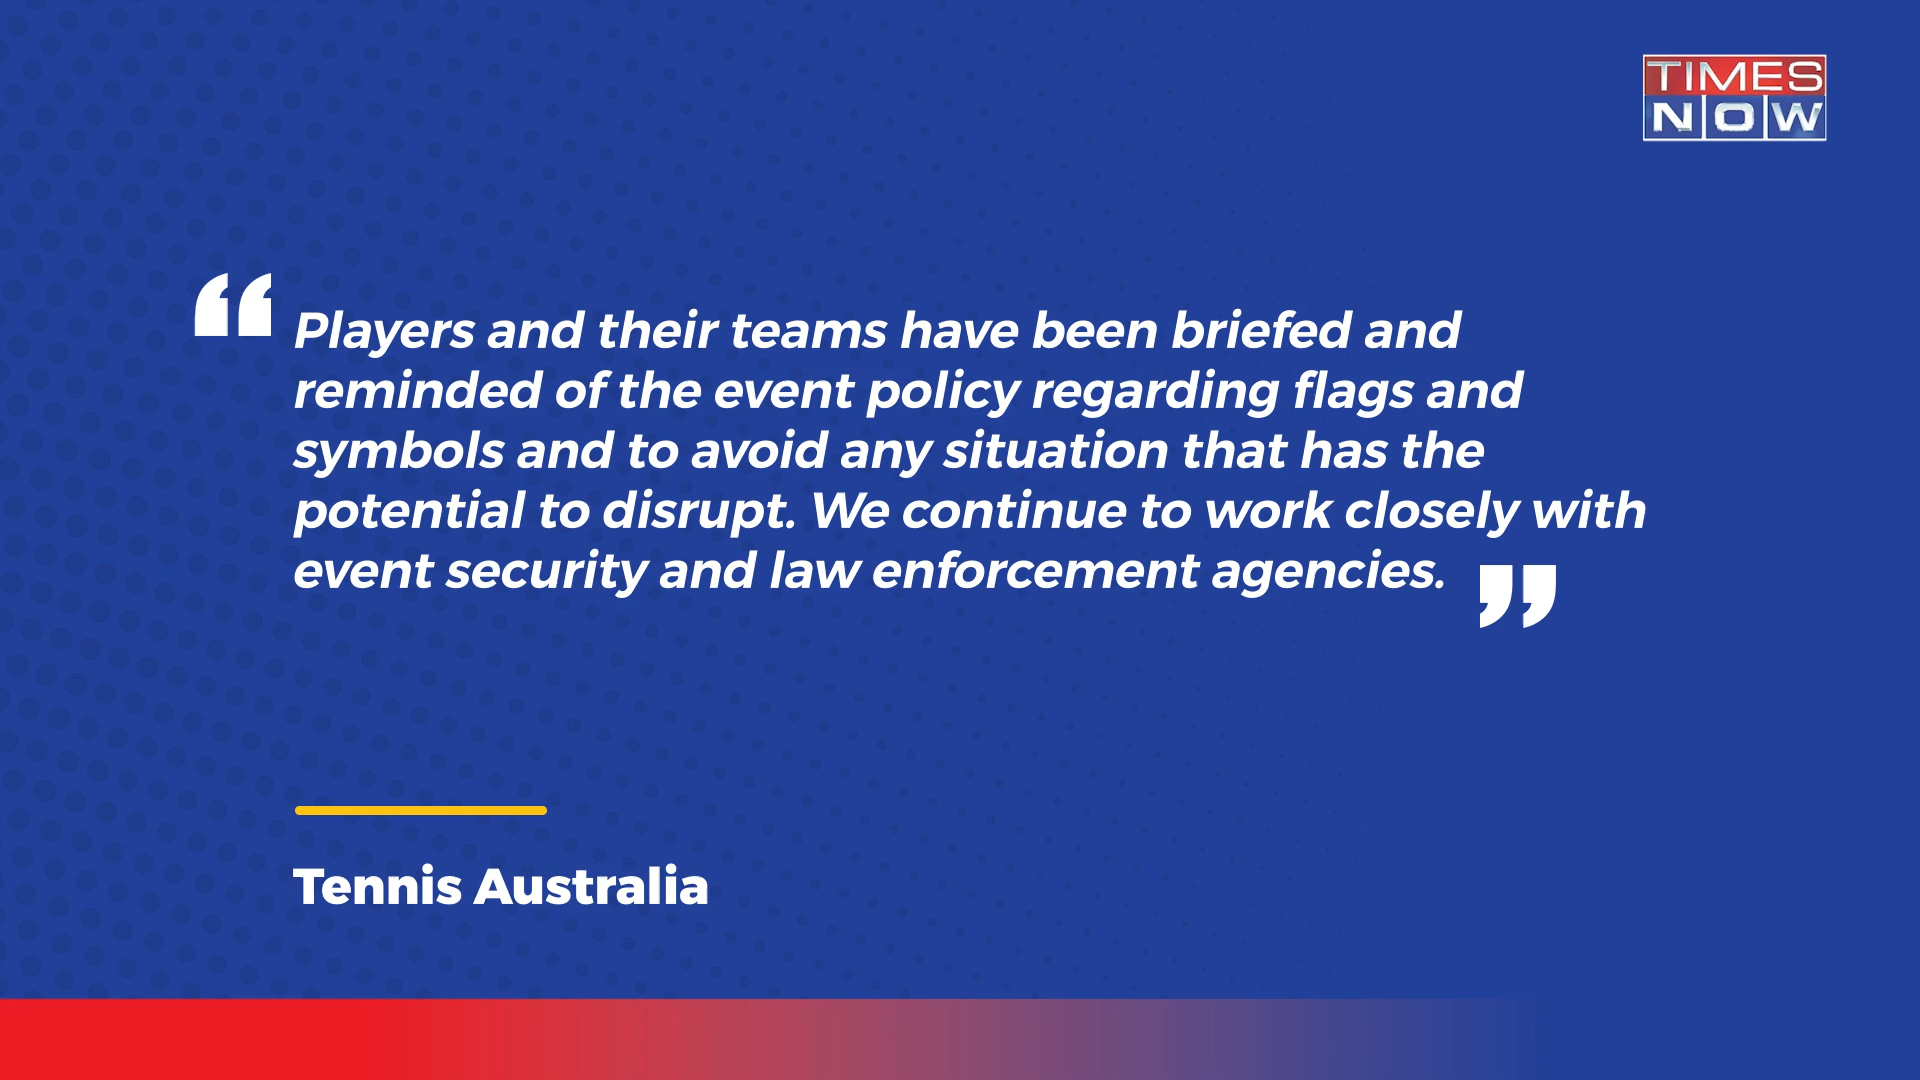 TIMES
NOW
“Players and their teams have been briefed and
reminded of the event policy regarding flags and
symbols and to avoid any situation that has the
potential to disrupt. We continue to work closely with
event security and law enforcement agencies.”
Tennis Australia